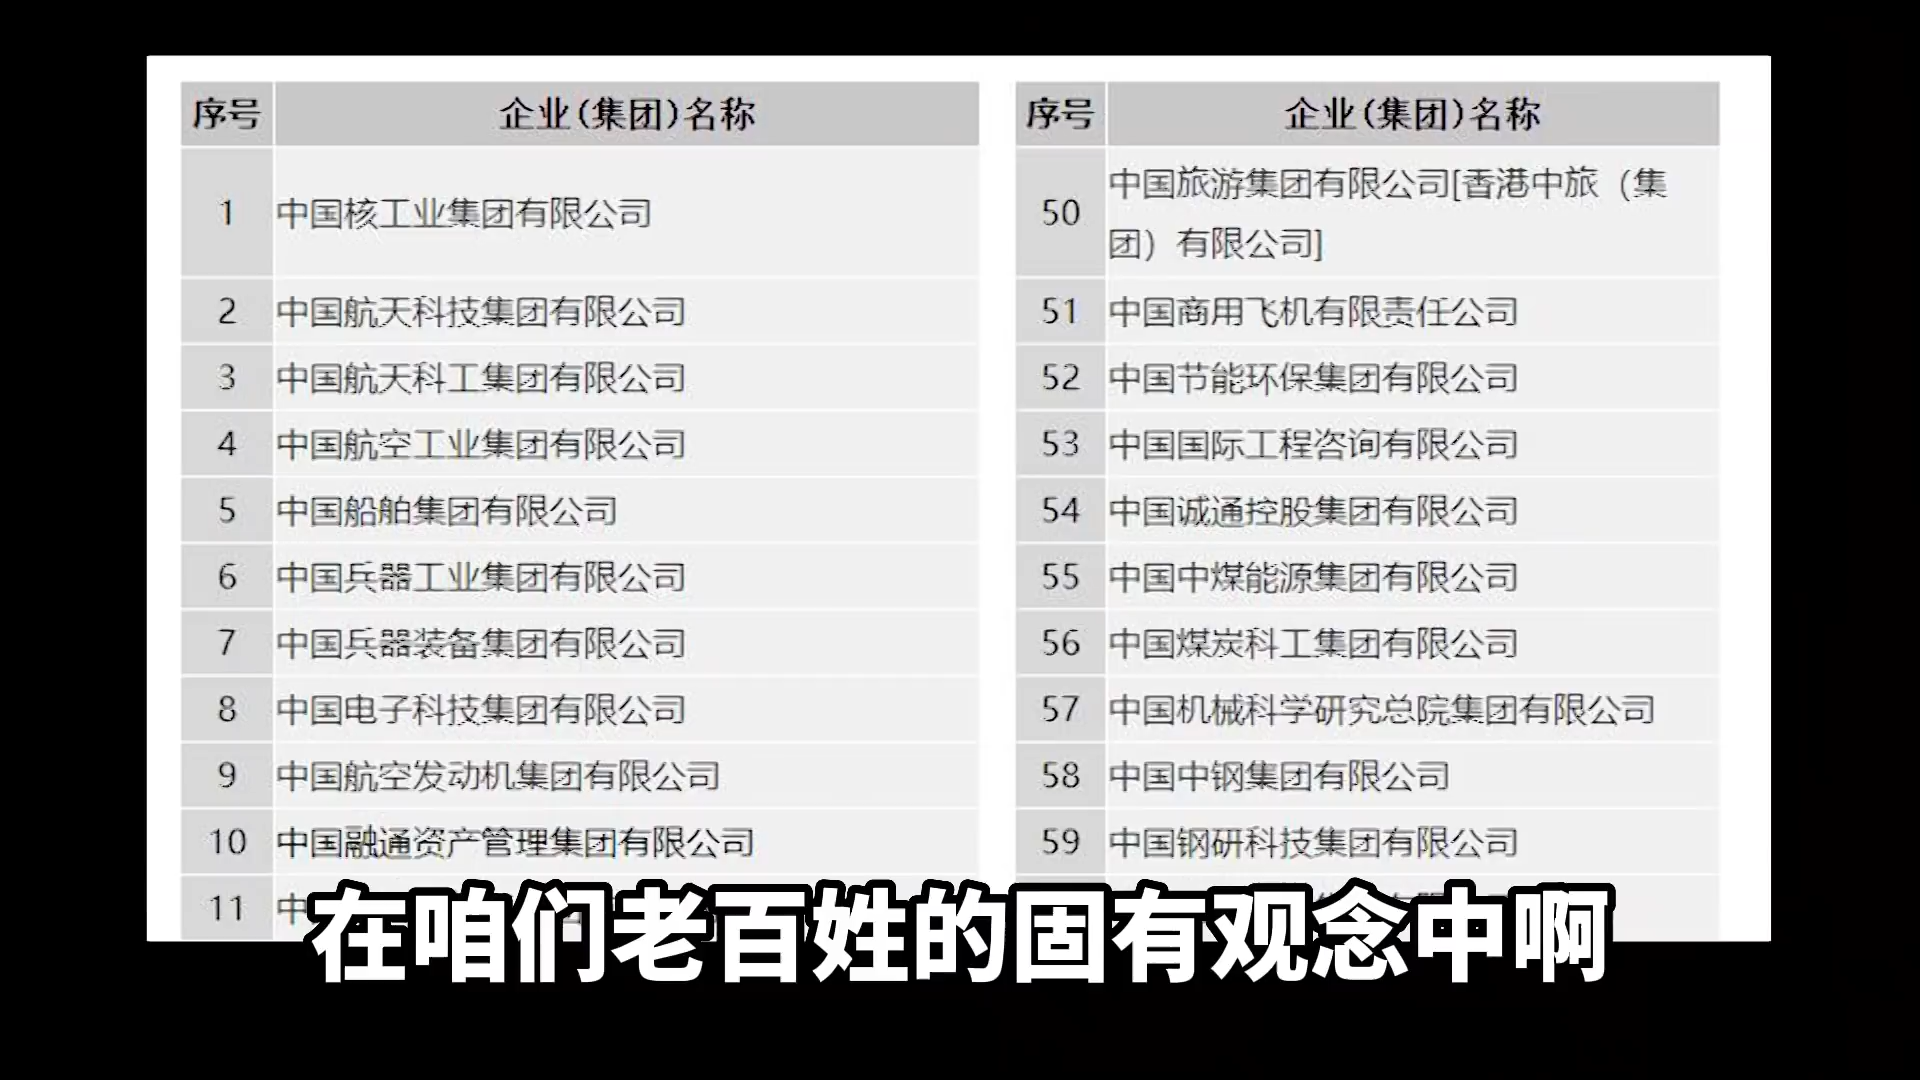 序号 企业(集团)名称
1 中国核工业集团有限公司
2 中国航天科技集团有限公司
3 中国航天科工集团有限公司
4 中国航空工业集团有限公司
5 中国船舶集团有限公司
6 中国兵器工业集团有限公司
7 中国兵器装备集团有限公司
8 中国电子科技集团有限公司
9 中国航空发动机集团有限公司
10 中国融通资产管理集团有限公司
11 中
序号 企业(集团)名称
50 中国旅游集团有限公司[香港中旅（集
团）有限公司]
51 中国商用飞机有限责任公司
52 中国节能环保集团有限公司
53 中国国际工程咨询有限公司
54 中国诚通控股集团有限公司
55 中国中煤能源集团有限公司
56 中国煤炭科工集团有限公司
57 中国机械科学研究总院集团有限公司
58 中国中钢集团有限公司
59 中国钢研科技集团有限公司
在咱们老百姓的固有观念中啊